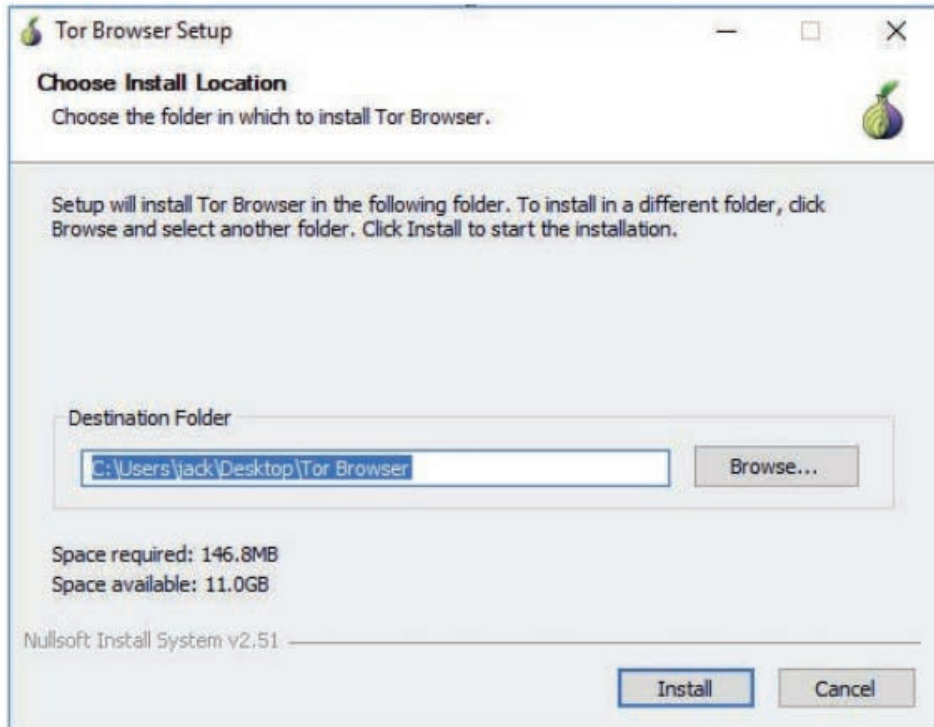 Tor Browser Setup
Choose Install Location
Choose the folder in which to install Tor Browser.
Setup will install Tor Browser in the following folder. To install in a different folder, click
Browse and select another folder. Click Install to start the installation.
Destination Folder
C:\Users\jack\Desktop\Tor Browser
Browse...
Space required: 146.8MB
Space available: 11.0GB
Nullsoft Install System v2.51
Install
Cancel